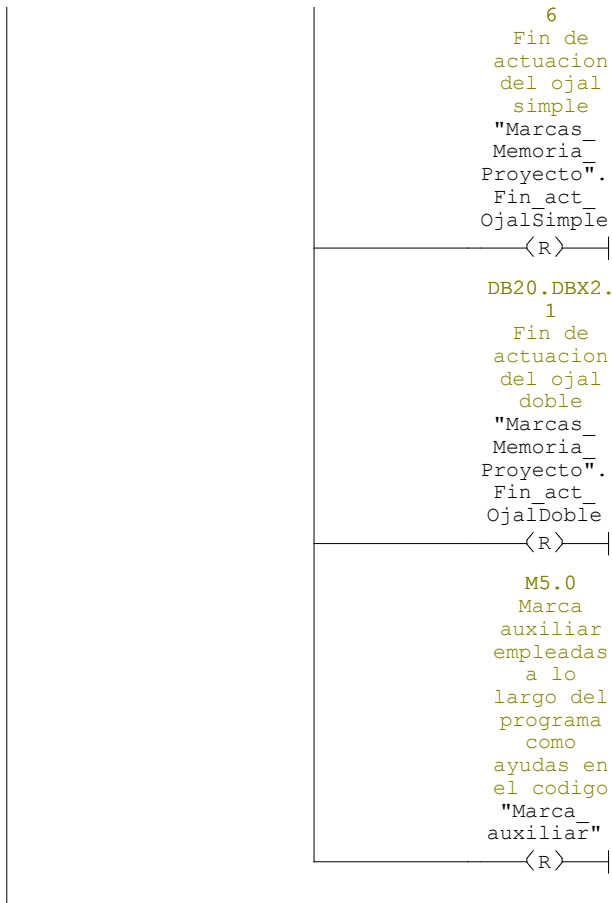 6
Fin de
actuacion
del ojal
simple
"Marcas_
Memoria_
Proyecto".
Fin_act_
OjalSimple
R
DB20.DBX2.
1
Fin de
actuacion
del ojal
doble
"Marcas_
Memoria_
Proyecto".
Fin_act_
OjalDoble
R
M5.0
Marca
auxiliar
empleadas
a lo
largo del
programa
como
ayudas en
el codigo
"Marca_
auxiliar"
R